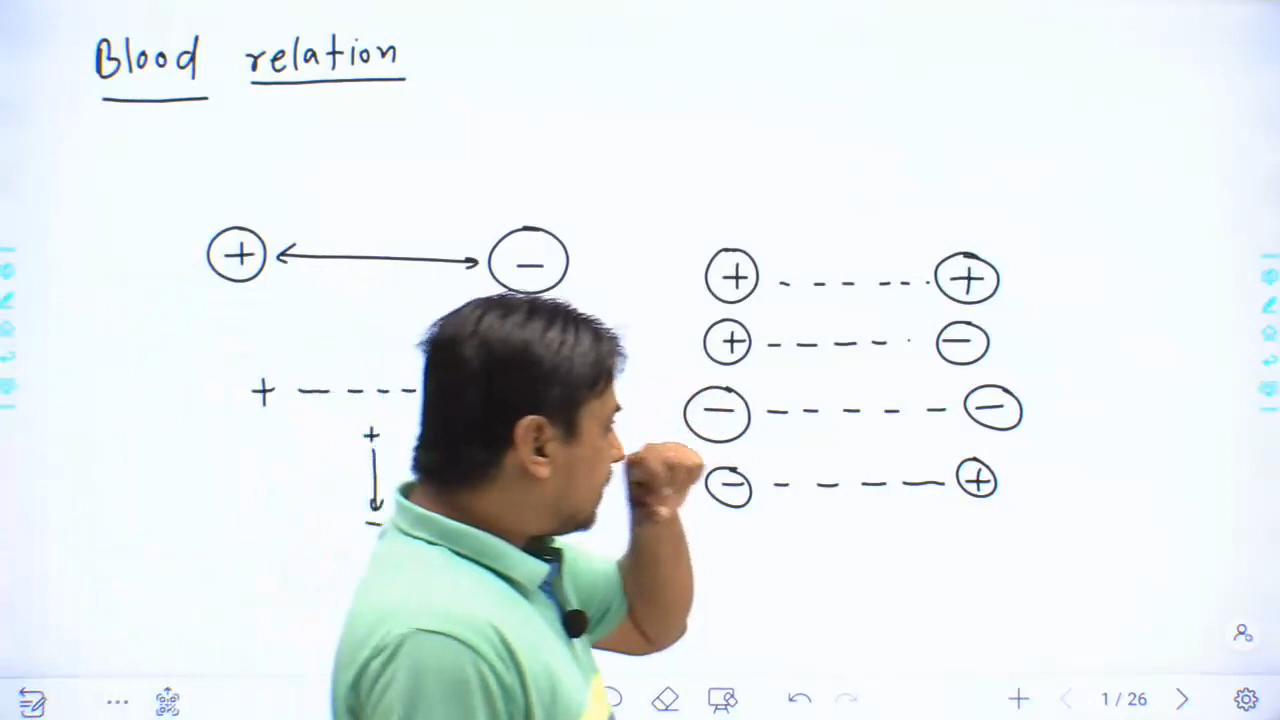 Blood relation
+ -
+ - - - - - - +
+ - - - - -
+ - - - - -
- - - - - - -
- - - - - +
+
-
1 / 26